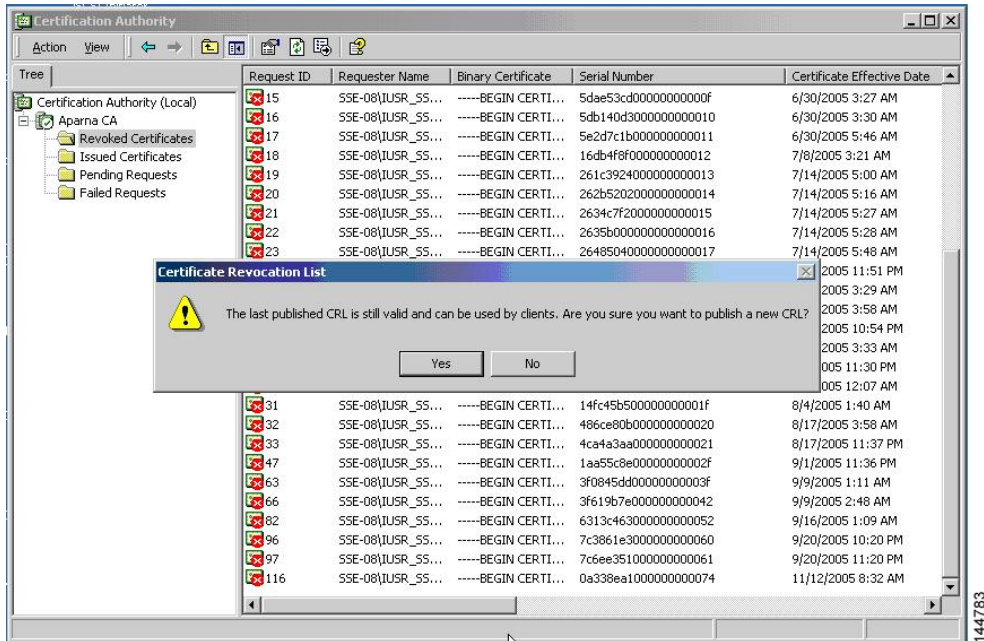 Certification Authority
Action View
Tree
Request ID Requester Name Binary Certificate Serial Number Certificate Effective Date
Certification Authority (Local)
Aparna CA
Revoked Certificates
Issued Certificates
Pending Requests
Failed Requests
15 SSE-08\IUSR_SS... -----BEGIN CERTI... 5dae53cd00000000000f 6/30/2005 3:27 AM
16 SSE-08\IUSR_SS... -----BEGIN CERTI... 5db140d3000000000010 6/30/2005 3:30 AM
17 SSE-08\IUSR_SS... -----BEGIN CERTI... 5e2d7c1b000000000011 6/30/2005 5:46 AM
18 SSE-08\IUSR_SS... -----BEGIN CERTI... 16db4f8f000000000012 7/8/2005 3:21 AM
19 SSE-08\IUSR_SS... -----BEGIN CERTI... 261c3924000000000013 7/14/2005 5:00 AM
20 SSE-08\IUSR_SS... -----BEGIN CERTI... 262b5202000000000014 7/14/2005 5:16 AM
21 SSE-08\IUSR_SS... -----BEGIN CERTI... 2634c7f2000000000015 7/14/2005 5:27 AM
22 SSE-08\IUSR_SS... -----BEGIN CERTI... 2635b000000000000016 7/14/2005 5:28 AM
23 SSE-08\IUSR_SS... -----BEGIN CERTI... 26485040000000000017 7/14/2005 5:48 AM
2005 11:51 PM
2005 3:29 AM
2005 3:58 AM
2005 10:54 PM
2005 3:33 AM
005 11:30 PM
005 12:07 AM
Certificate Revocation List
The last published CRL is still valid and can be used by clients. Are you sure you want to publish a new CRL?
Yes No
31 SSE-08\IUSR_SS... -----BEGIN CERTI... 14fc45b500000000001f 8/4/2005 1:40 AM
32 SSE-08\IUSR_SS... -----BEGIN CERTI... 486ce80b000000000020 8/17/2005 3:58 AM
33 SSE-08\IUSR_SS... -----BEGIN CERTI... 4ca4a3aa000000000021 8/17/2005 11:37 PM
47 SSE-08\IUSR_SS... -----BEGIN CERTI... 1aa55c8e00000000002f 9/1/2005 11:36 PM
63 SSE-08\IUSR_SS... -----BEGIN CERTI... 3f0845dd00000000003f 9/9/2005 1:11 AM
66 SSE-08\IUSR_SS... -----BEGIN CERTI... 3f619b7e000000000042 9/9/2005 2:48 AM
82 SSE-08\IUSR_SS... -----BEGIN CERTI... 6313c463000000000052 9/16/2005 1:09 AM
96 SSE-08\IUSR_SS... -----BEGIN CERTI... 7c3861e3000000000060 9/20/2005 10:20 PM
97 SSE-08\IUSR_SS... -----BEGIN CERTI... 7c6ee351000000000061 9/20/2005 11:20 PM
116 SSE-08\IUSR_SS... -----BEGIN CERTI... 0a338ea1000000000074 11/12/2005 8:32 AM
144783